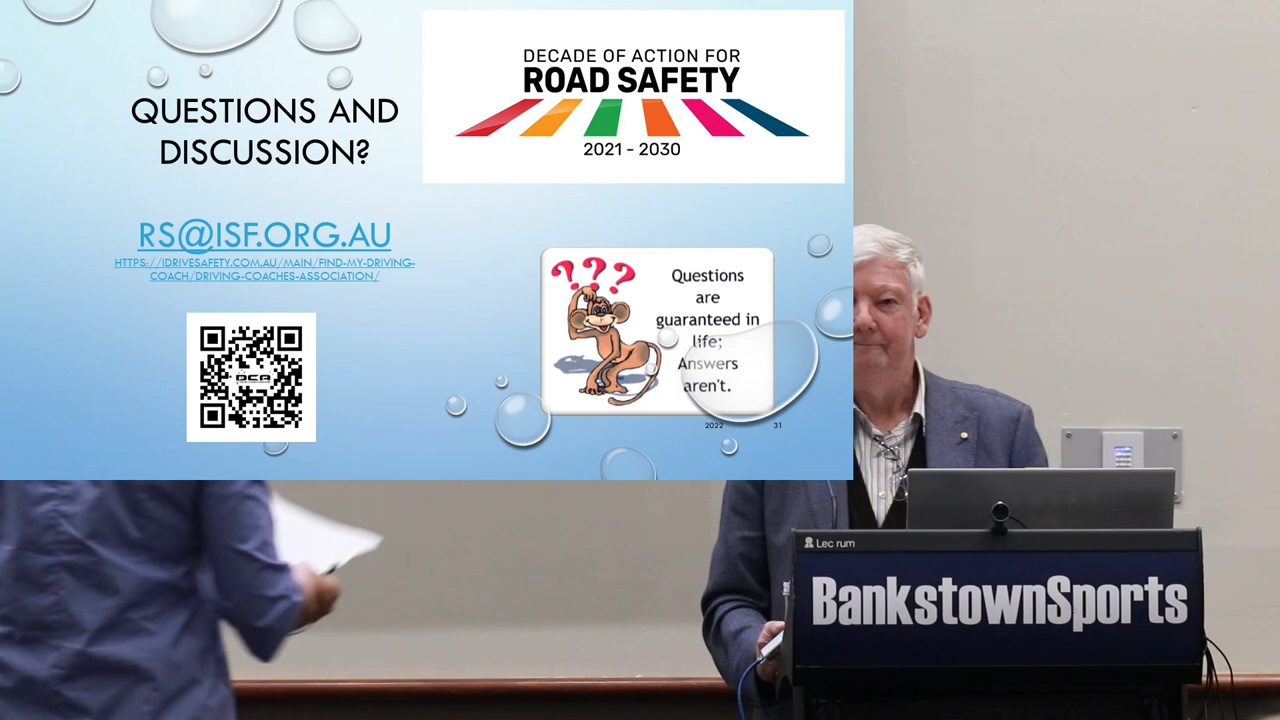 QUESTIONS AND
DISCUSSION?
RS@ISF.ORG.AU
HTTPS://IDRIVESAFETY.COM.AU/MAIN/FIND-MY-DRIVING-
COACH/DRIVING-COACHES-ASSOCIATION/
DCA
DECADE OF ACTION FOR
ROAD SAFETY
2021 - 2030
???
Questions
are
guaranteed in
life;
Answers
aren't.
2022
31
Lec rum
BankstownSports